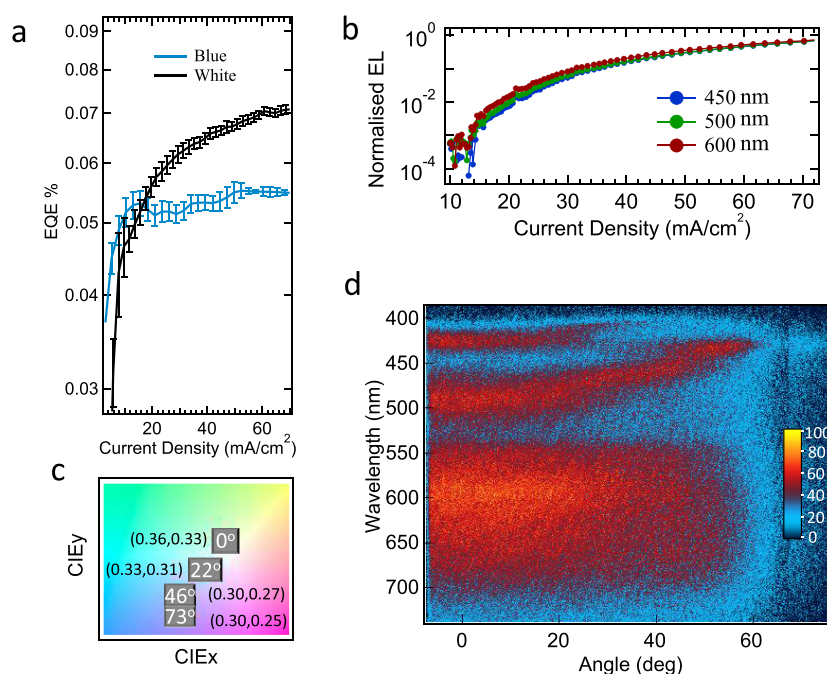 a
0.09
0.08
0.07
0.06
0.05
0.04
0.03
EQE %
Blue
White
20
40
60
Current Density (mA/cm²)
b
10⁰
10⁻²
10⁻⁴
Normalised EL
450 nm
500 nm
600 nm
10
20
30
40
50
60
70
Current Density (mA/cm²)
c
CIEy
(0.36,0.33)
0°
(0.33,0.31)
22°
46°
(0.30,0.27)
73°
(0.30,0.25)
CIEx
d
400
450
500
550
600
650
700
Wavelength (nm)
100
80
60
40
20
0
0
20
40
60
Angle (deg)